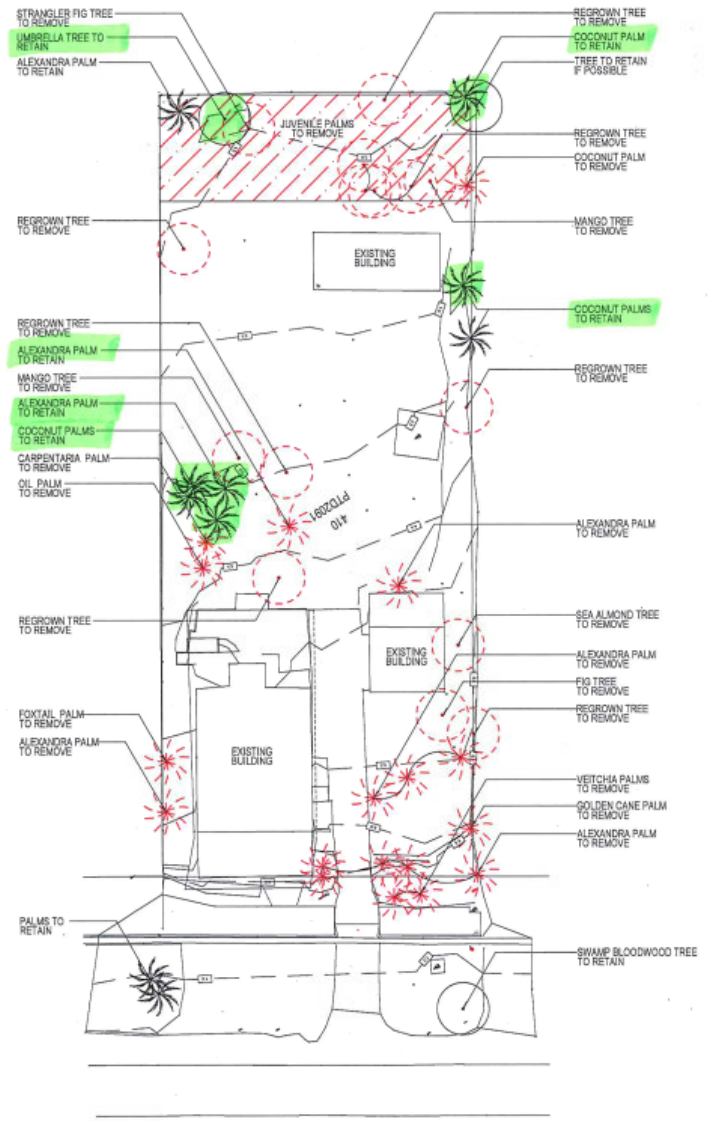 STRANGLER FIG TREE
TO REMOVE
UMBRELLA TREE TO
RETAIN
ALEXANDRA PALM
TO RETAIN
REGROWN TREE
TO REMOVE
COCONUT PALM
TO RETAIN
TREE TO RETAIN
IF POSSIBLE
JUVENILE PALMS
TO REMOVE
REGROWN TREE
TO REMOVE
COCONUT PALM
TO REMOVE
MANGO TREE
TO REMOVE
REGROWN TREE
TO REMOVE
EXISTING
BUILDING
COCONUT PALMS
TO RETAIN
REGROWN TREE
TO REMOVE
ALEXANDRA PALM
TO RETAIN
MANGO TREE
TO REMOVE
ALEXANDRA PALM
TO RETAIN
COCONUT PALMS
TO RETAIN
CARPENTARIA PALM
TO REMOVE
OIL PALM
TO REMOVE
REGROWN TREE
TO REMOVE
410
PTD2091
ALEXANDRA PALM
TO REMOVE
REGROWN TREE
TO REMOVE
SEA ALMOND TREE
TO REMOVE
EXISTING
BUILDING
ALEXANDRA PALM
TO REMOVE
FIG TREE
TO REMOVE
REGROWN TREE
TO REMOVE
FOXTAIL PALM
TO REMOVE
ALEXANDRA PALM
TO REMOVE
EXISTING
BUILDING
VEITCHIA PALMS
TO REMOVE
GOLDEN CANE PALM
TO REMOVE
ALEXANDRA PALM
TO REMOVE
PALMS TO
RETAIN
SWAMP BLOODWOOD TREE
TO RETAIN